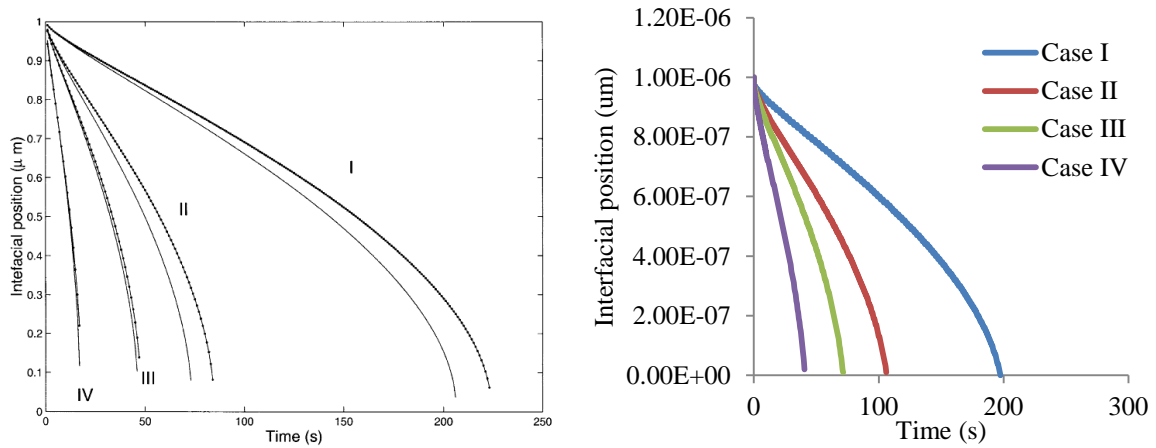 1
0.9
0.8
0.7
0.6
0.5
0.4
0.3
0.2
0.1
0
0 50 100 150 200 250
Intefacial position (μ m)
Time (s)
I
II
III
IV
1.20E-06
1.00E-06
8.00E-07
6.00E-07
4.00E-07
2.00E-07
0.00E+00
0 100 200 300
Interfacial position (um)
Time (s)
Case I
Case II
Case III
Case IV